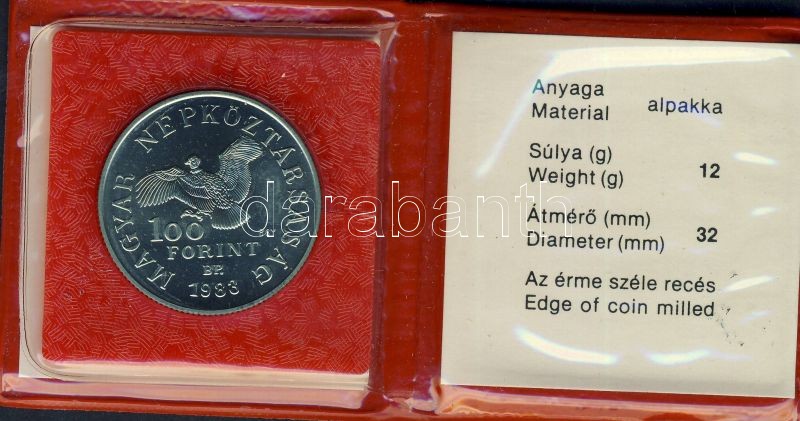 MAGYAR NÉPKÖZTÁRSASÁG
100
FORINT
BP.
1983
Anyaga
Material alpakka
Súlya (g)
Weight (g) 12
Átmérő (mm)
Diameter (mm) 32
Az érme széle recés
Edge of coin milled
darabanth